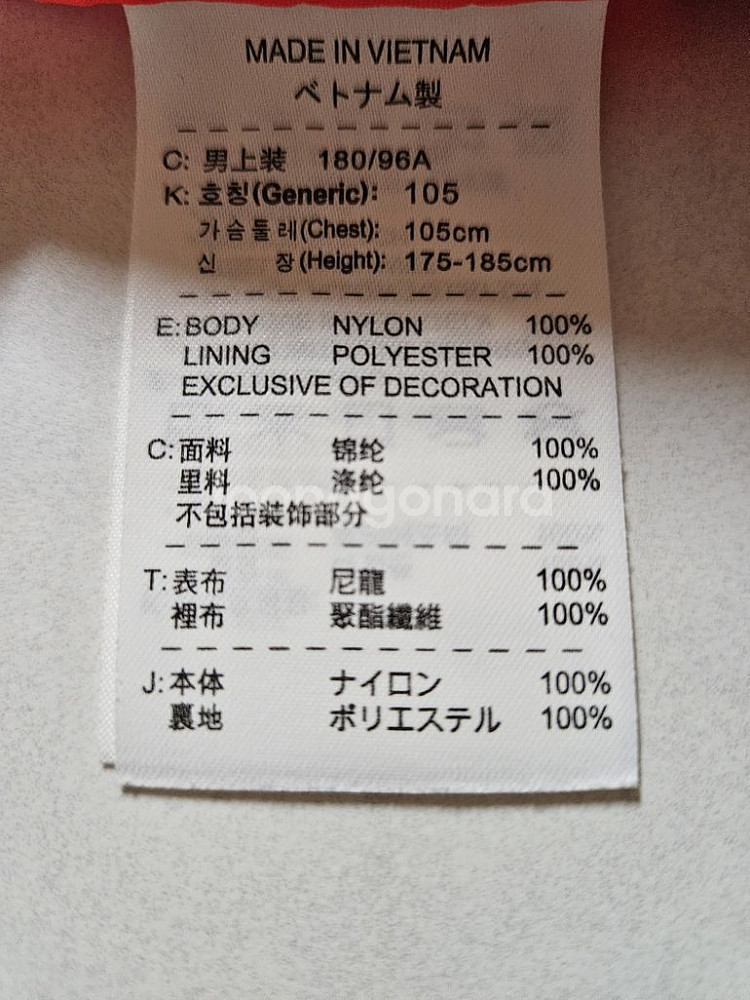 MADE IN VIETNAM
ベトナム製
C: 男上装 180/96A
K: 호칭(Generic): 105
가슴둘레(Chest): 105cm
신 장(Height): 175-185cm
E: BODY NYLON 100%
LINING POLYESTER 100%
EXCLUSIVE OF DECORATION
C: 面料 锦纶 100%
里料 涤纶 100%
不包括装饰部分
T: 表布 尼龍 100%
裡布 聚酯纖維 100%
J: 本体 ナイロン 100%
裏地 ポリエステル 100%